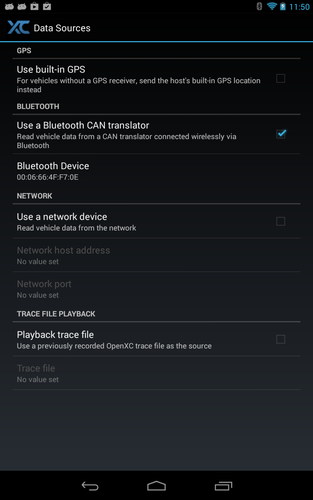 11:50
XC Data Sources
GPS
Use built-in GPS
For vehicles without a GPS receiver, send the host's built-in GPS location
instead
BLUETOOTH
Use a Bluetooth CAN translator
Read vehicle data from a CAN translator connected wirelessly via
Bluetooth
Bluetooth Device
00:06:66:4F:F7:0E
NETWORK
Use a network device
Read vehicle data from the network
Network host address
No value set
Network port
No value set
TRACE FILE PLAYBACK
Playback trace file
Use a previously recorded OpenXC trace file as the source
Trace file
No value set